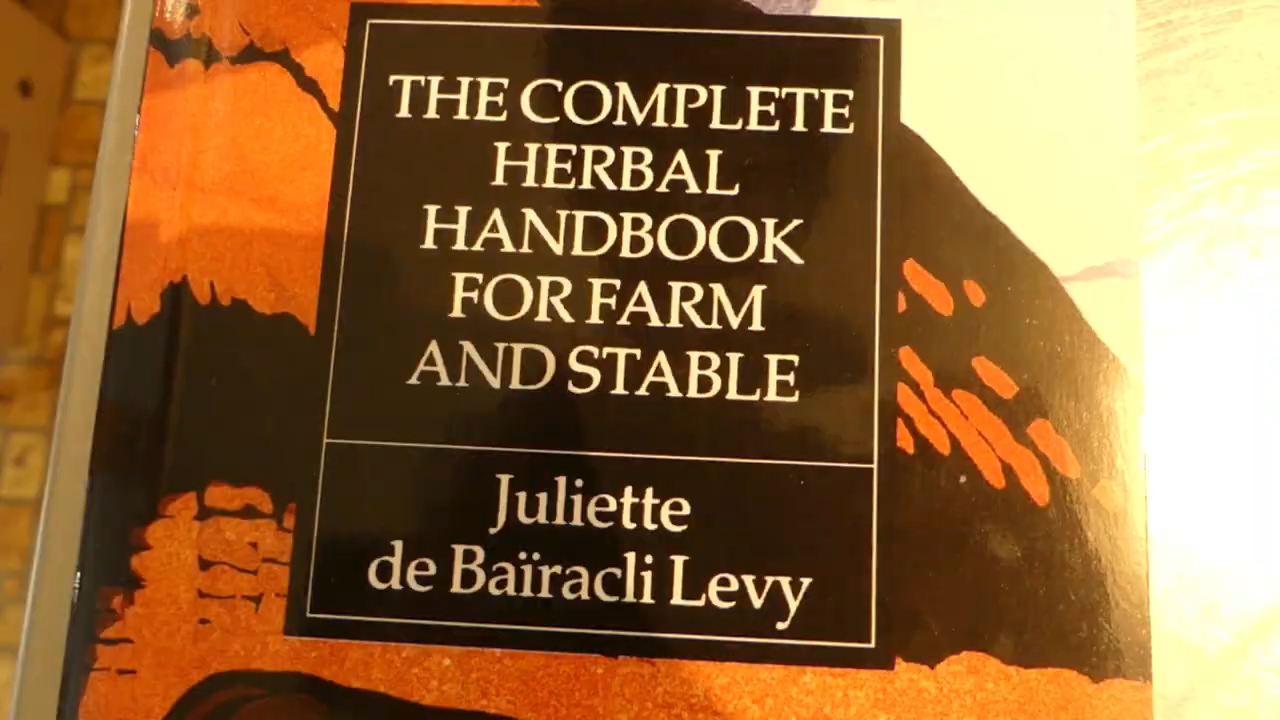 THE COMPLETE
HERBAL
HANDBOOK
FOR FARM
AND STABLE
Juliette
de Baïracli Levy